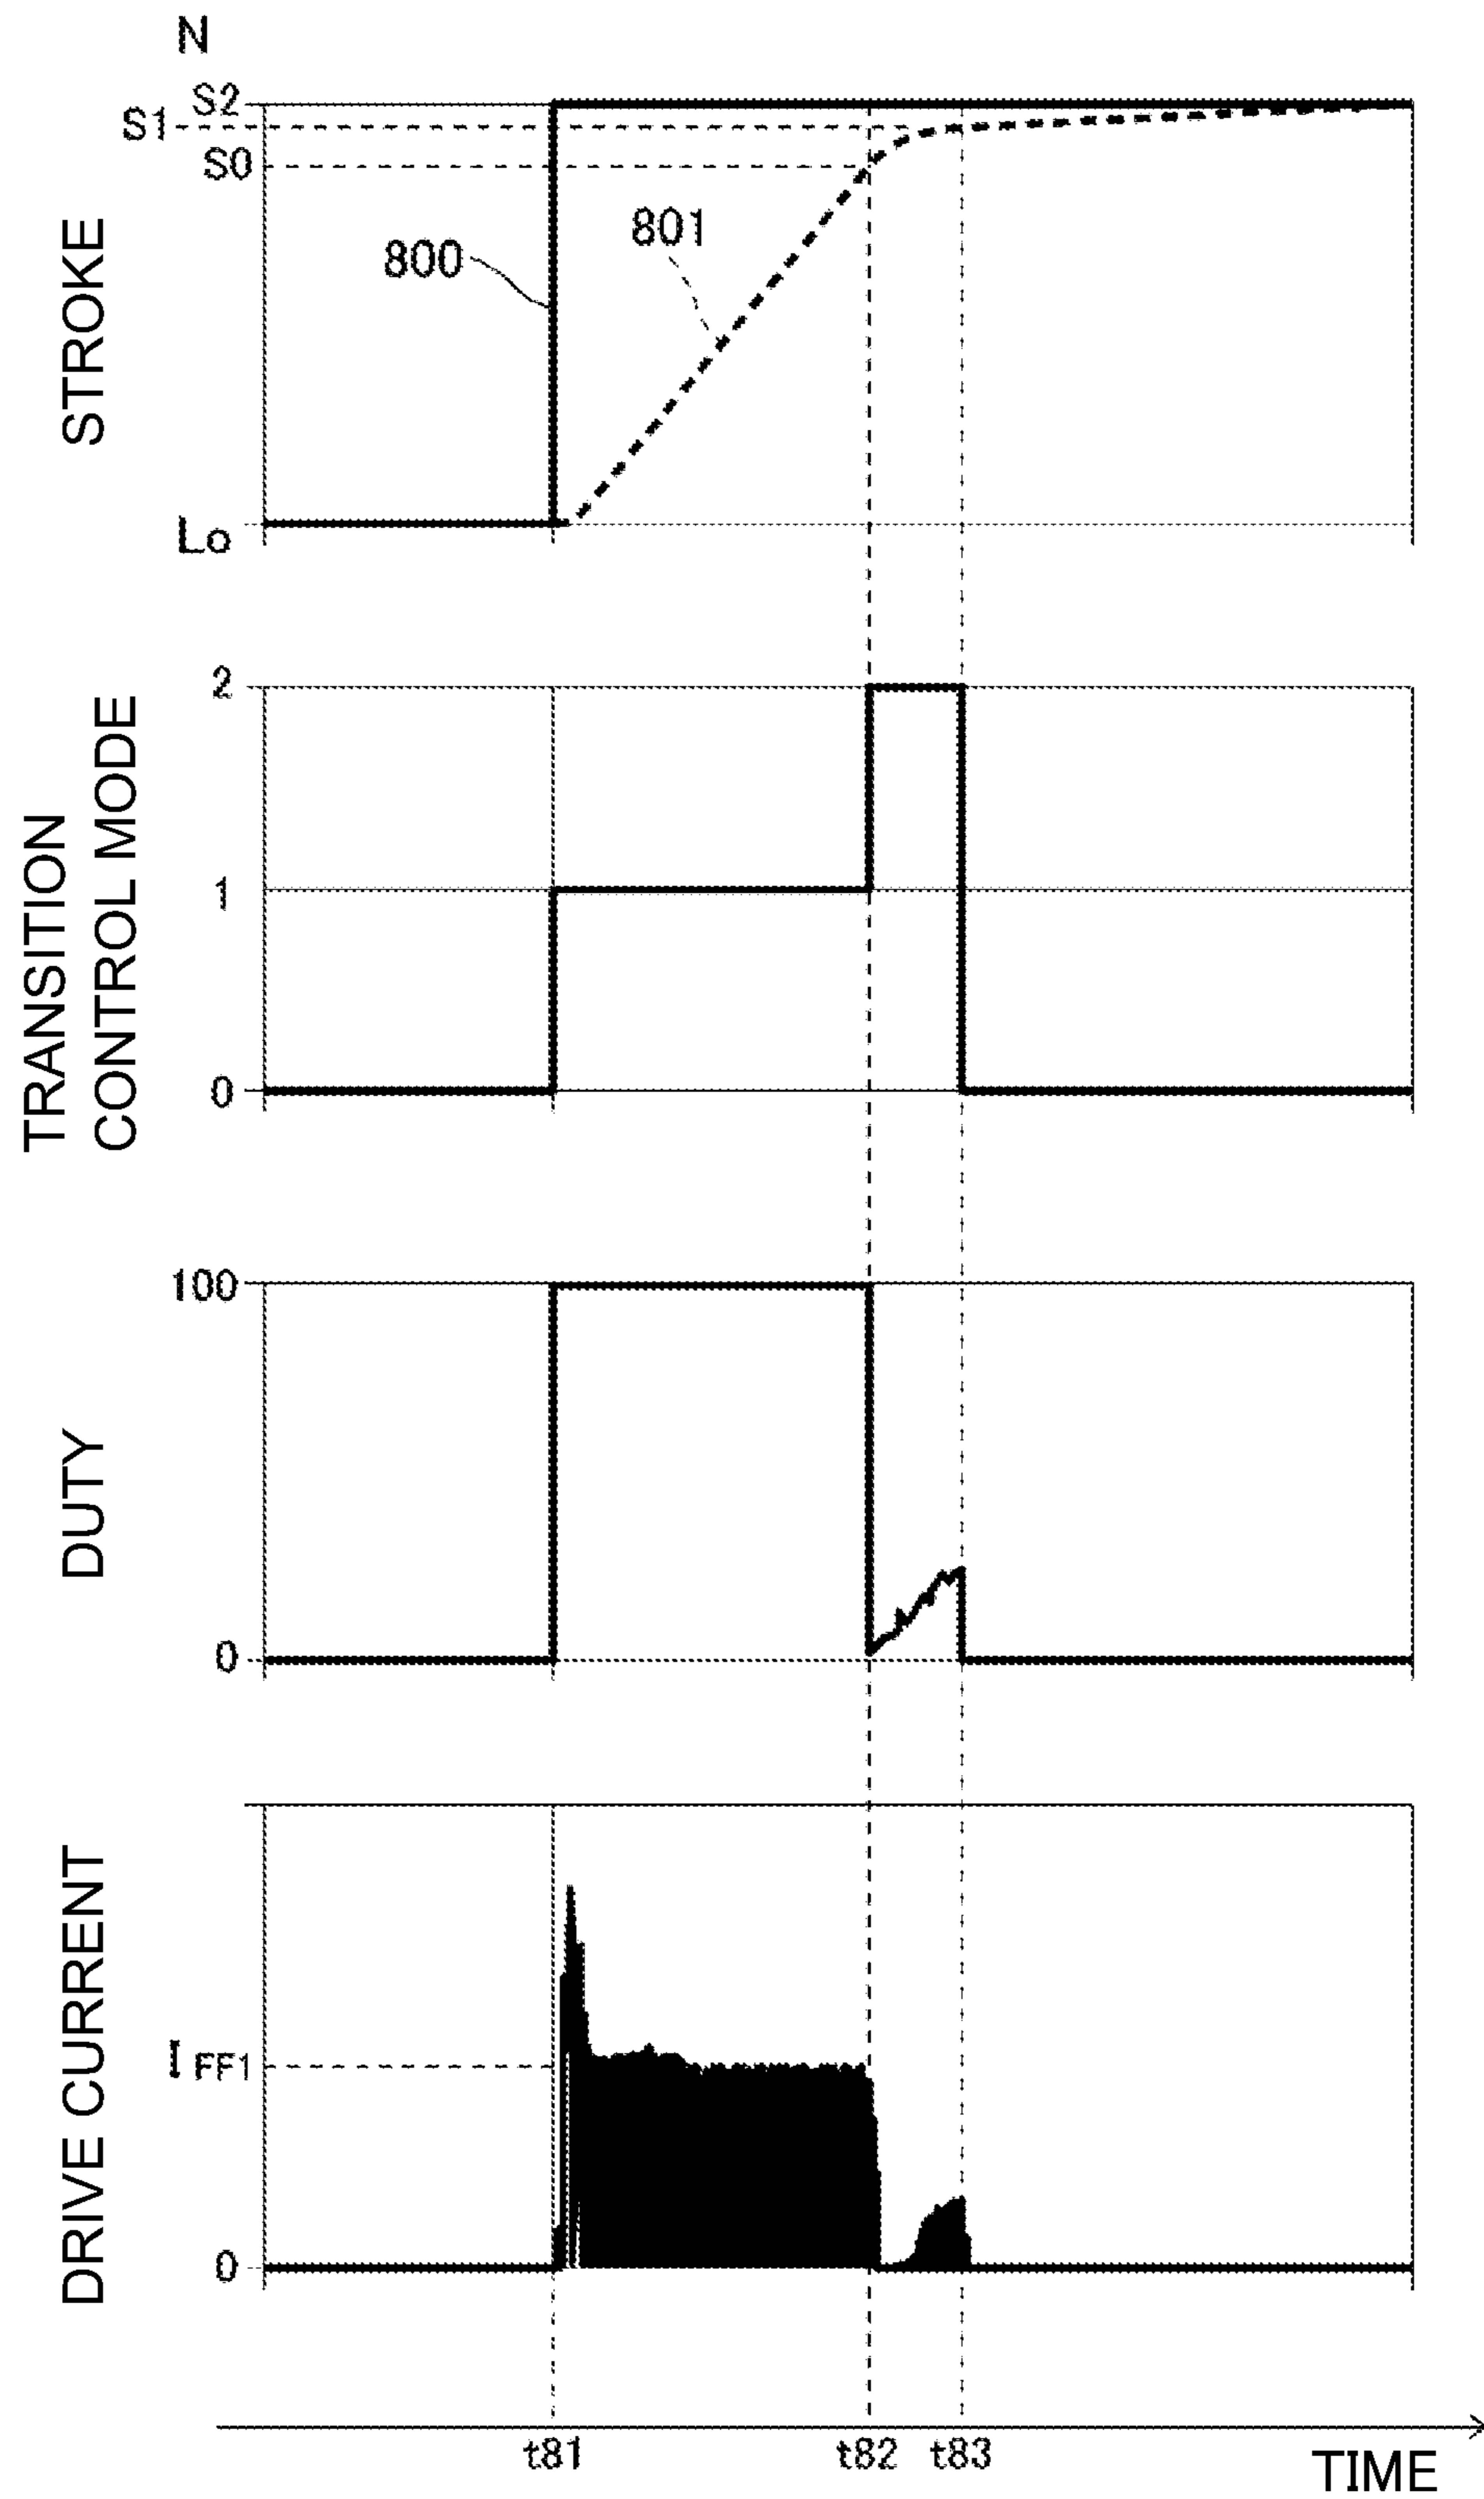 N
S2
S1
S0
STROKE
800
801
Lo
TRANSITION
CONTROL MODE
2
1
0
DUTY
100
0
DRIVE CURRENT
IFF1
0
t81
t82
t83
TIME